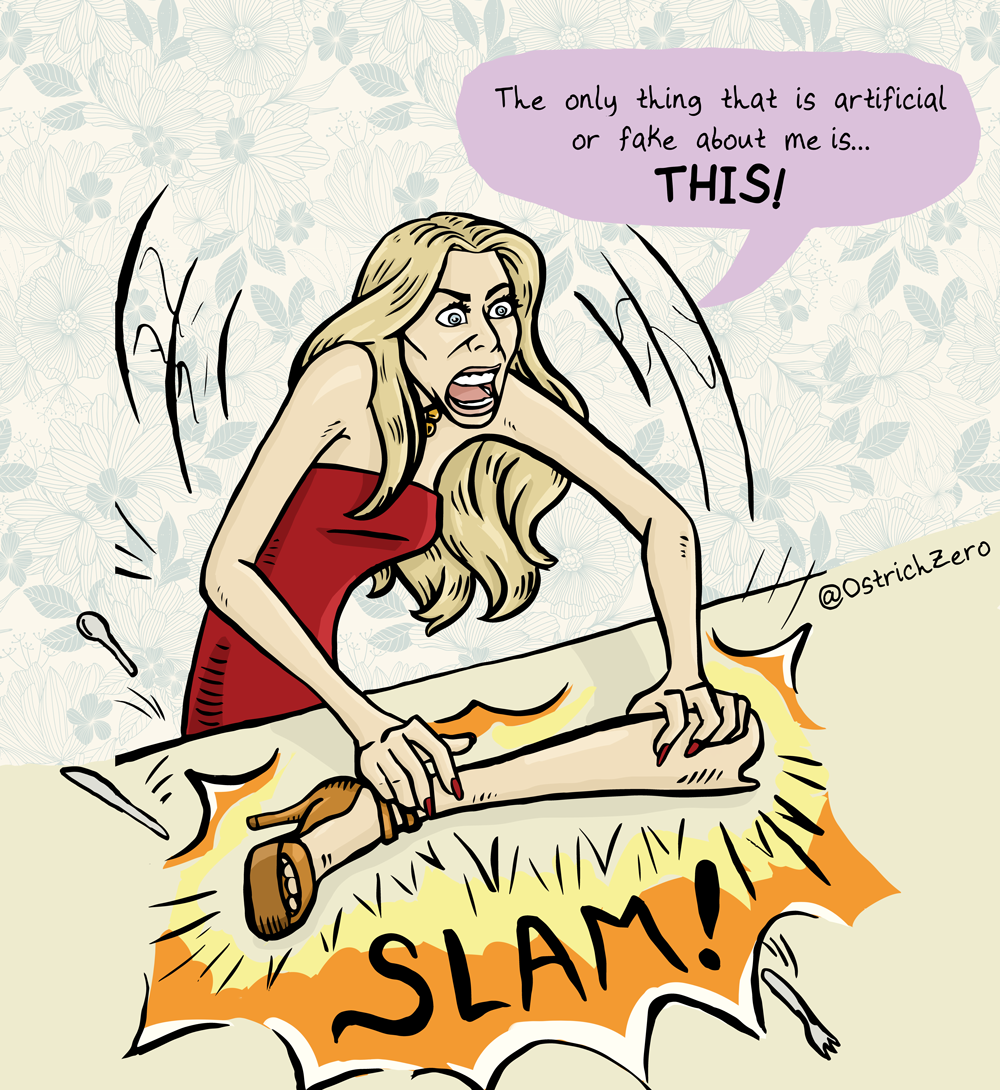 The only thing that is artificial
or fake about me is...
THIS!
@OstrichZero
SLAM!